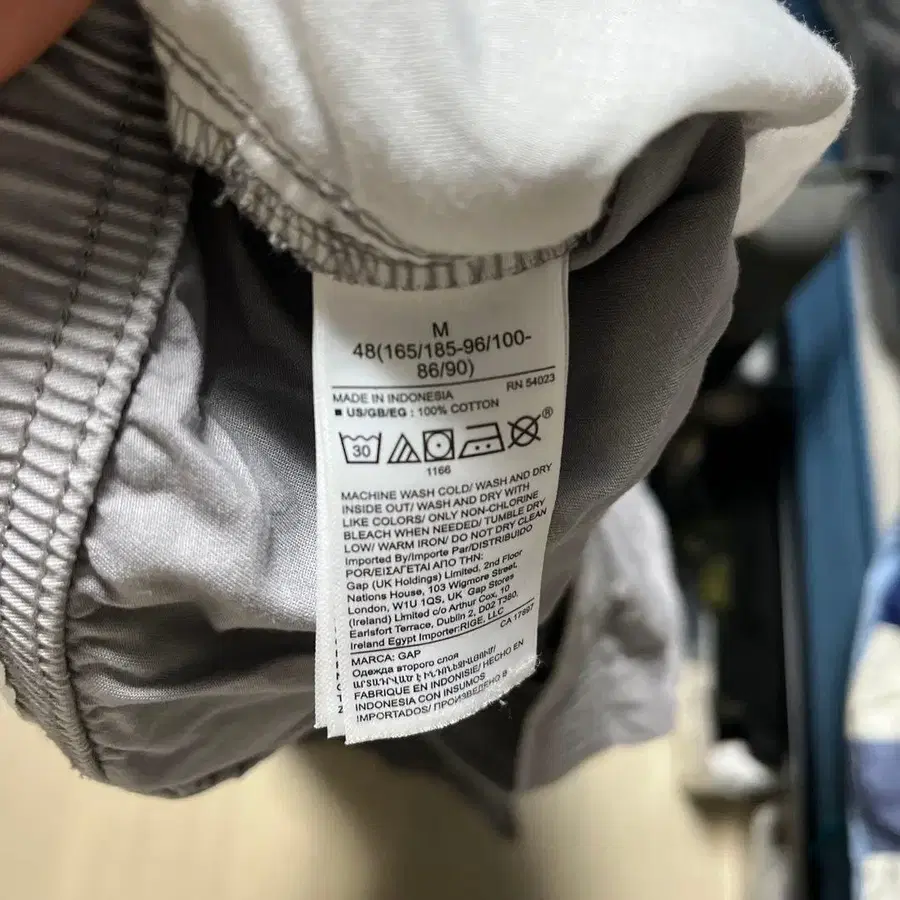 M
48(165/185-96/100-
86/90)
RN 54023
MADE IN INDONESIA
■ US/GB/EG : 100% COTTON
30
®
1166
MACHINE WASH COLD/ WASH AND DRY
INSIDE OUT/ WASH AND DRY WITH
LIKE COLORS/ ONLY NON-CHLORINE
BLEACH WHEN NEEDED/ TUMBLE DRY
LOW/ WARM IRON/ DO NOT DRY CLEAN
Imported By/Importe Par/DISTRIBUIDO
POR/ΕΙΣΑΓΕΤΑΙ ΑΠΟ ΤΗΝ:
Gap (UK Holdings) Limited, 2nd Floor
Nations House, 103 Wigmore Street,
London, W1U 1QS, UK Gap Stores
(Ireland) Limited c/o Arthur Cox, 10
Earlsfort Terrace, Dublin 2, D02 T380,
Ireland Egypt Importer:RIGE, LLC
CA 17897
MARCA: GAP
Одежда второго слоя
ԱՐՏԱԴՐՎԱԾ Է ԻՆԴՈՆԵԶԻԱՅՈՒՄ/
FABRIQUE EN INDONISIE/ HECHO EN
INDONESIA CON INSUMOS
IMPORTADOS/ ПРОИЗВЕДЕНО В